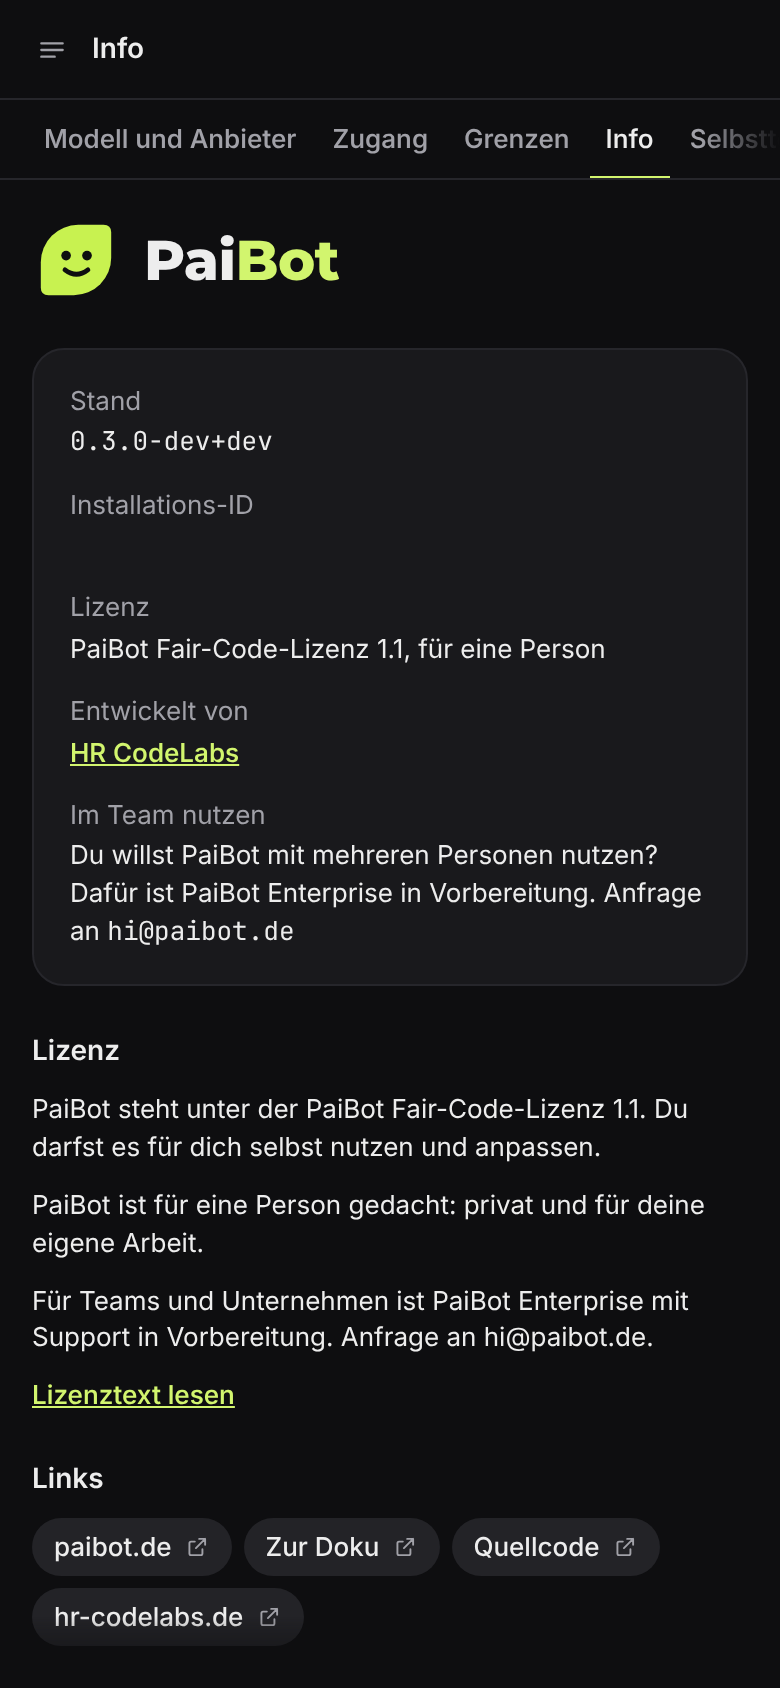 Info
Modell und Anbieter Zugang Grenzen Info Selbstt
PaiBot
Stand
0.3.0-dev+dev
Installations-ID
Lizenz
PaiBot Fair-Code-Lizenz 1.1, für eine Person
Entwickelt von
HR CodeLabs
Im Team nutzen
Du willst PaiBot mit mehreren Personen nutzen?
Dafür ist PaiBot Enterprise in Vorbereitung. Anfrage
an hi@paibot.de
Lizenz
PaiBot steht unter der PaiBot Fair-Code-Lizenz 1.1. Du
darfst es für dich selbst nutzen und anpassen.
PaiBot ist für eine Person gedacht: privat und für deine
eigene Arbeit.
Für Teams und Unternehmen ist PaiBot Enterprise mit
Support in Vorbereitung. Anfrage an hi@paibot.de.
Lizenztext lesen
Links
paibot.de Zur Doku Quellcode
hr-codelabs.de